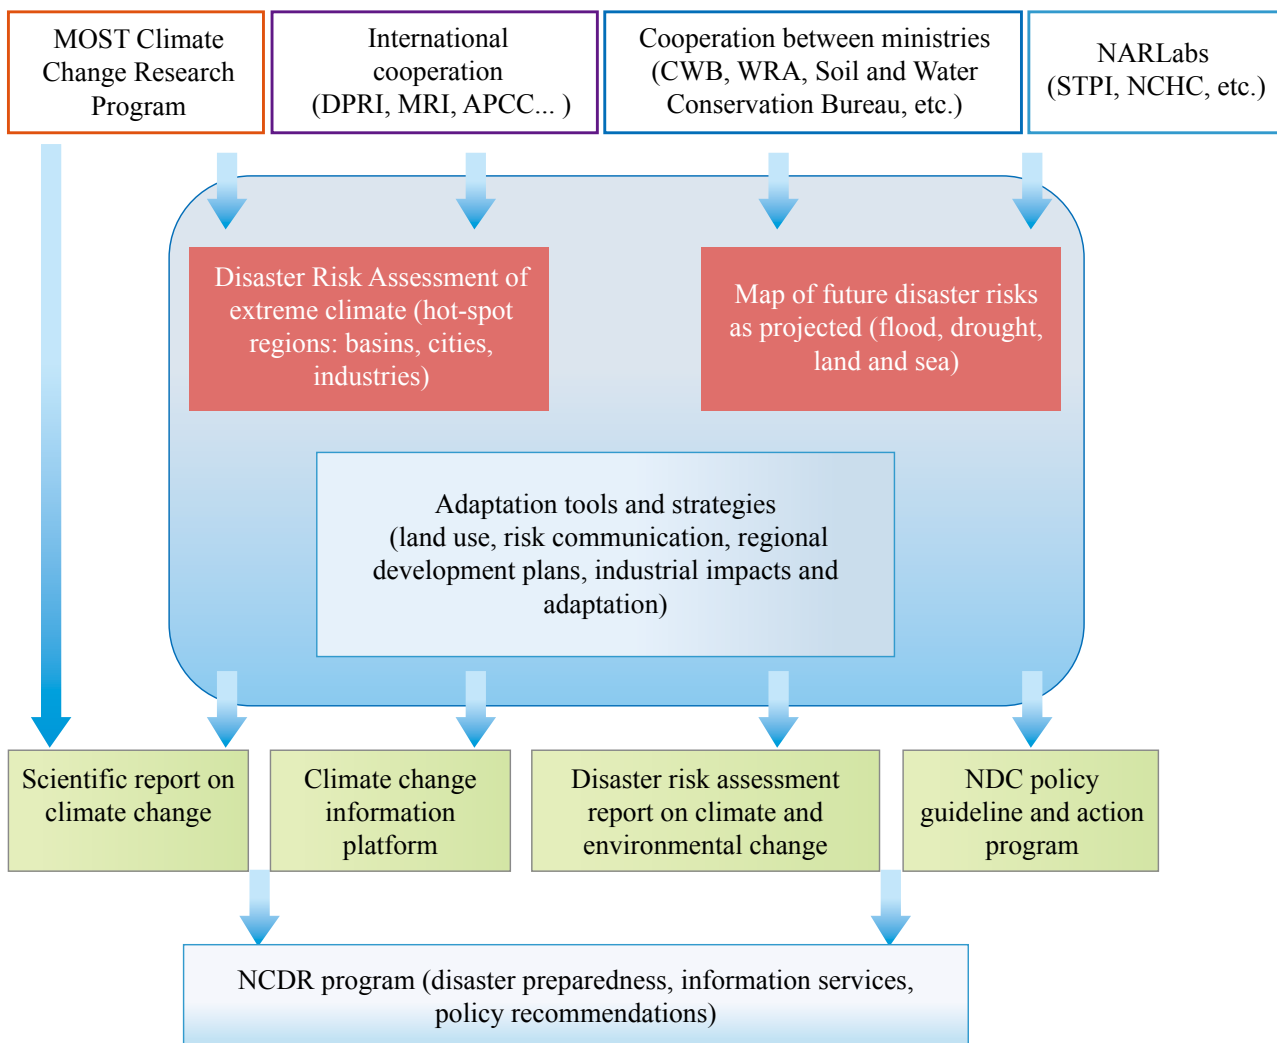 MOST Climate
Change Research
Program
International
cooperation
(DPRI, MRI, APCC... )
Cooperation between ministries
(CWB, WRA, Soil and Water
Conservation Bureau, etc.)
NARLabs
(STPI, NCHC, etc.)
Disaster Risk Assessment of
extreme climate (hot-spot
regions: basins, cities,
industries)
Map of future disaster risks
as projected (flood, drought,
land and sea)
Adaptation tools and strategies
(land use, risk communication, regional
development plans, industrial impacts and
adaptation)
Scientific report on
climate change
Climate change
information
platform
Disaster risk assessment
report on climate and
environmental change
NDC policy
guideline and action
program
NCDR program (disaster preparedness, information services,
policy recommendations)